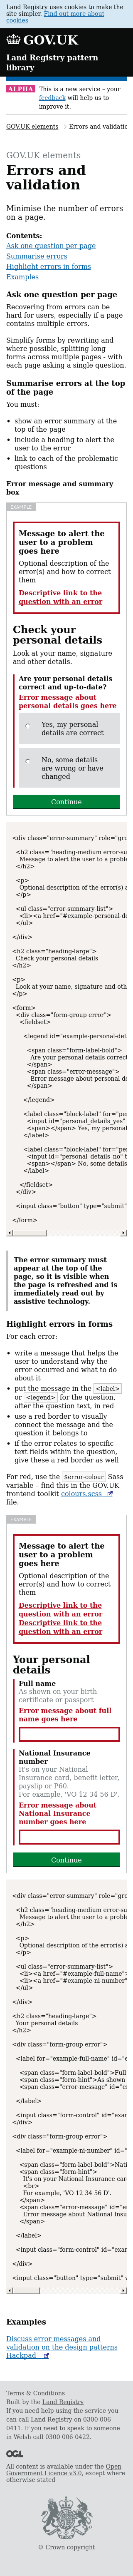 Land Registry uses cookies to make the
site simpler. Find out more about
cookies
GOV.UK
Land Registry pattern
library
ALPHA This is a new service – your
feedback will help us to
improve it.
GOV.UK elements > Errors and validatio
GOV.UK elements
Errors and
validation
Minimise the number of errors
on a page.
Contents:
Ask one question per page
Summarise errors
Highlight errors in forms
Examples
Ask one question per page
Recovering from errors can be
hard for users, especially if a page
contains multiple errors.
Simplify forms by rewriting and
where possible, splitting long
forms across multiple pages - with
each page asking a single question.
Summarise errors at the top
of the page
You must:
• show an error summary at the
top of the page
• include a heading to alert the
user to the error
• link to each of the problematic
questions
Error message and summary
box
EXAMPLE
Message to alert the
user to a problem
goes here
Optional description of the
error(s) and how to correct
them
Descriptive link to the
question with an error
Check your
personal details
Look at your name, signature
and other details.
Are your personal details
correct and up-to-date?
Error message about
personal details goes here
Yes, my personal
details are correct
No, some details
are wrong or have
changed
Continue
<div class="error-summary" role="grou
<h2 class="heading-medium error-sum
Message to alert the user to a proble
</h2>
<p>
Optional description of the error(s) a
</p>
<ul class="error-summary-list">
<li><a href="#example-personal-de
</ul>
</div>
<h2 class="heading-large">
Check your personal details
</h2>
<p>
Look at your name, signature and othe
</p>
<form>
<div class="form-group error">
<fieldset>
<legend id="example-personal-det
<span class="form-label-bold">
Are your personal details correct
</span>
<span class="error-message">
Error message about personal de
</span>
</legend>
<label class="block-label" for="per
<input id="personal_details_yes"
<span></span> Yes, my personal
</label>
<label class="block-label" for="per
<input id="personal_details_no" t
<span></span> No, some details
</label>
</fieldset>
</div>
<input class="button" type="submit"
</form>
The error summary must
appear at the top of the
page, so it is visible when
the page is refreshed and is
immediately read out by
assistive technology.
Highlight errors in forms
For each error:
• write a message that helps the
user to understand why the
error occurred and what to do
about it
• put the message in the <label>
or <legend> for the question,
after the question text, in red
• use a red border to visually
connect the message and the
question it belongs to
• if the error relates to specific
text fields within the question,
give these a red border as well
For red, use the $error-colour Sass
variable – find this in the GOV.UK
frontend toolkit colours.scss
file.
EXAMPLE
Message to alert the
user to a problem
goes here
Optional description of the
error(s) and how to correct
them
Descriptive link to the
question with an error
Descriptive link to the
question with an error
Your personal
details
Full name
As shown on your birth
certificate or passport
Error message about full
name goes here
National Insurance
number
It's on your National
Insurance card, benefit letter,
payslip or P60.
For example, 'VO 12 34 56 D'.
Error message about
National Insurance
number goes here
Continue
<div class="error-summary" role="grou
<h2 class="heading-medium error-sum
Message to alert the user to a proble
</h2>
<p>
Optional description of the error(s) an
</p>
<ul class="error-summary-list">
<li><a href="#example-full-name">
<li><a href="#example-ni-number"
</ul>
</div>
<h2 class="heading-large">
Your personal details
</h2>
<div class="form-group error">
<label for="example-full-name" id="e
<span class="form-label-bold">Full
<span class="form-hint">As shown
<span class="error-message" id="er
</label>
<input class="form-control" id="exam
</div>
<div class="form-group error">
<label for="example-ni-number" id="
<span class="form-label-bold">Nati
<span class="form-hint">
It's on your National Insurance car
<br>
For example, 'VO 12 34 56 D'.
</span>
<span class="error-message" id="er
Error message about National Insur
</span>
</label>
<input class="form-control" id="exam
</div>
<input class="button" type="submit" v
</form>
Examples
Discuss error messages and
validation on the design patterns
Hackpad
Terms & Conditions
Built by the Land Registry
If you need help using the service you
can call Land Registry on 0300 006
0411. If you need to speak to someone
in Welsh call 0300 006 0422.
OGL
All content is available under the Open
Government Licence v3.0, except where
otherwise stated
© Crown copyright